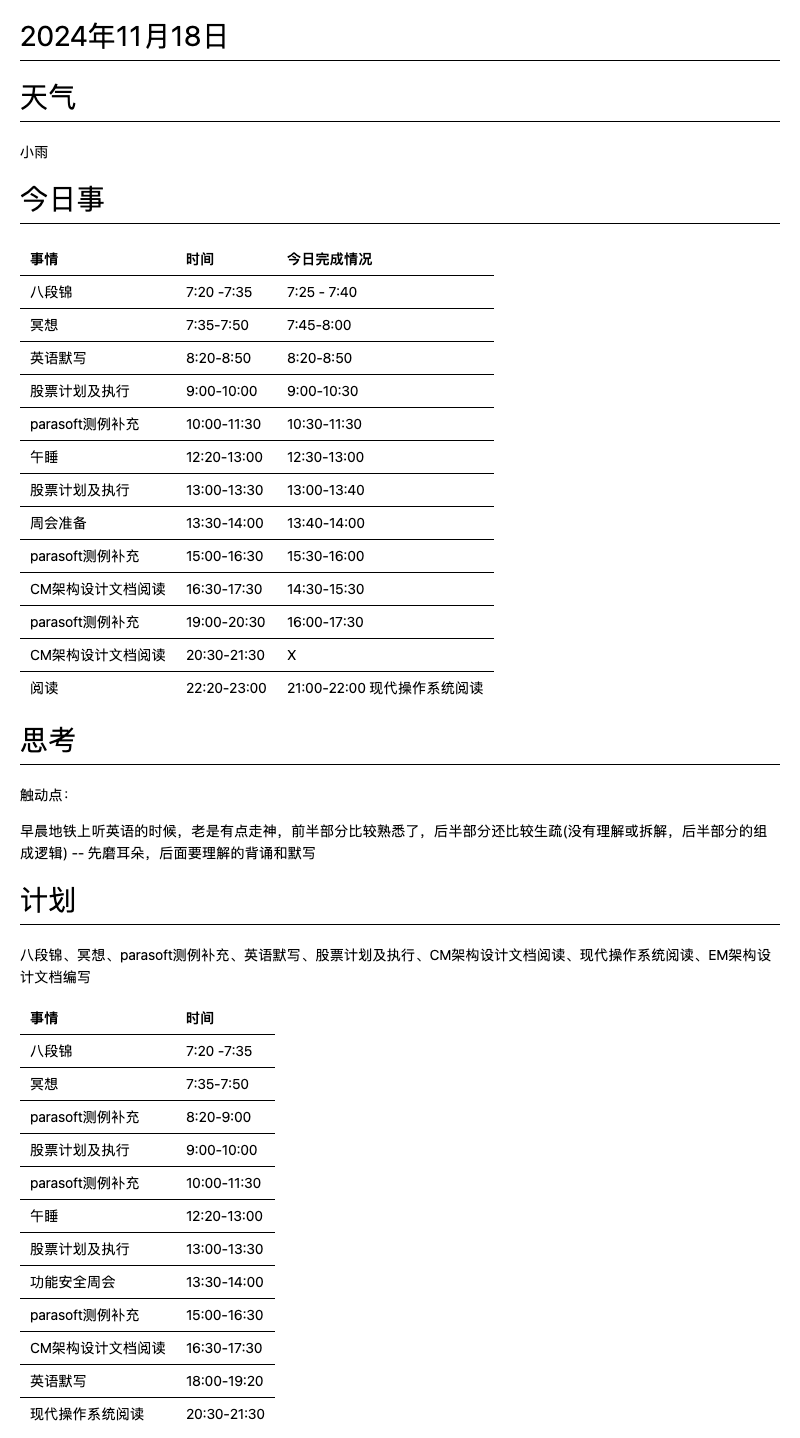 2024年11月18日
天气
小雨
今日事
事情 时间 今日完成情况
八段锦 7:20 -7:35 7:25 - 7:40
冥想 7:35-7:50 7:45-8:00
英语默写 8:20-8:50 8:20-8:50
股票计划及执行 9:00-10:00 9:00-10:30
parasoft测例补充 10:00-11:30 10:30-11:30
午睡 12:20-13:00 12:30-13:00
股票计划及执行 13:00-13:30 13:00-13:40
周会准备 13:30-14:00 13:40-14:00
parasoft测例补充 15:00-16:30 15:30-16:00
CM架构设计文档阅读 16:30-17:30 14:30-15:30
parasoft测例补充 19:00-20:30 16:00-17:30
CM架构设计文档阅读 20:30-21:30 X
阅读 22:20-23:00 21:00-22:00 现代操作系统阅读
思考
触动点：
早晨地铁上听英语的时候，老是有点走神，前半部分比较熟悉了，后半部分还比较生疏(没有理解或拆解，后半部分的组
成逻辑) -- 先磨耳朵，后面要理解的背诵和默写
计划
八段锦、冥想、parasoft测例补充、英语默写、股票计划及执行、CM架构设计文档阅读、现代操作系统阅读、EM架构设
计文档编写
事情 时间
八段锦 7:20 -7:35
冥想 7:35-7:50
parasoft测例补充 8:20-9:00
股票计划及执行 9:00-10:00
parasoft测例补充 10:00-11:30
午睡 12:20-13:00
股票计划及执行 13:00-13:30
功能安全周会 13:30-14:00
parasoft测例补充 15:00-16:30
CM架构设计文档阅读 16:30-17:30
英语默写 18:00-19:20
现代操作系统阅读 20:30-21:30